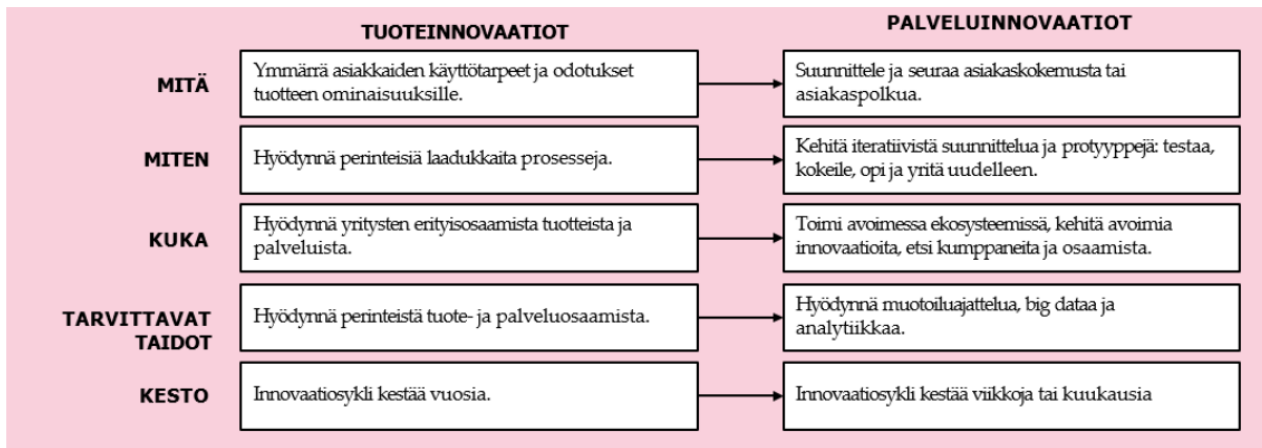 TUOTEINNOVAATIOT
PALVELUINNOVAATIOT
MITÄ
Ymmärrä asiakkaiden käyttötarpeet ja odotukset
tuotteen ominaisuuksille.
Suunnittele ja seuraa asiakaskokemusta tai
asiakaspolkua.
MITEN
Hyödynnä perinteisiä laadukkaita prosesseja.
Kehitä iteratiivistä suunnittelua ja protyyppejä: testaa,
kokeile, opi ja yritä uudelleen.
KUKA
Hyödynnä yritysten erityisosaamista tuotteista ja
palveluista.
Toimi avoimessa ekosysteemissä, kehitä avoimia
innovaatioita, etsi kumppaneita ja osaamista.
TARVITTAVAT
TAIDOT
Hyödynnä perinteistä tuote- ja palveluosaamista.
Hyödynnä muotoiluajattelua, big dataa ja
analytiikkaa.
KESTO
Innovaatiosykli kestää vuosia.
Innovaatiosykli kestää viikkoja tai kuukausia